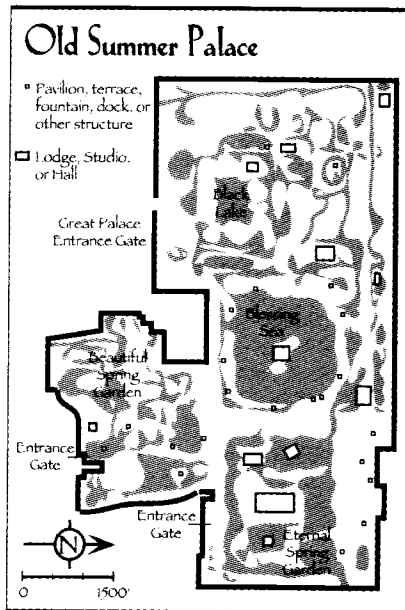 Old Summer Palace
Pavilion, terrace,
fountain, dock, or
other structure
Lodge, Studio,
or Hall
Black
Lake
Great Palace
Entrance Gate
Blessing
Sea
Beautiful
Spring
Garden
Entrance
Gate
Entrance
Gate
Eternal
Spring
Garden
N
0 1500'